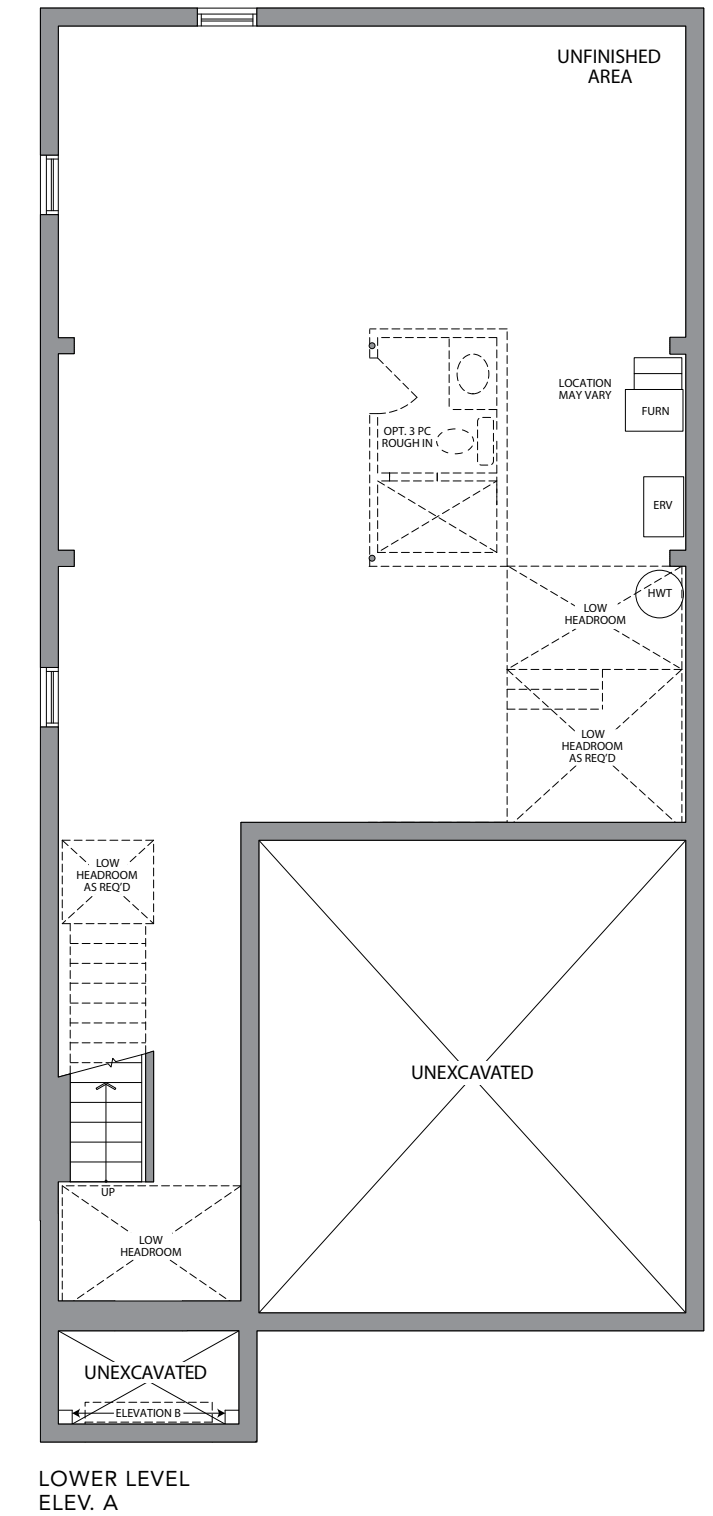 UNFINISHED
AREA
LOCATION
MAY VARY
FURN
OPT. 3 PC
ROUGH IN
ERV
HWT
LOW
HEADROOM
LOW
HEADROOM
AS REQ'D
LOW
HEADROOM
AS REQ'D
UNEXCAVATED
UP
LOW
HEADROOM
UNEXCAVATED
ELEVATION B
LOWER LEVEL
ELEV. A